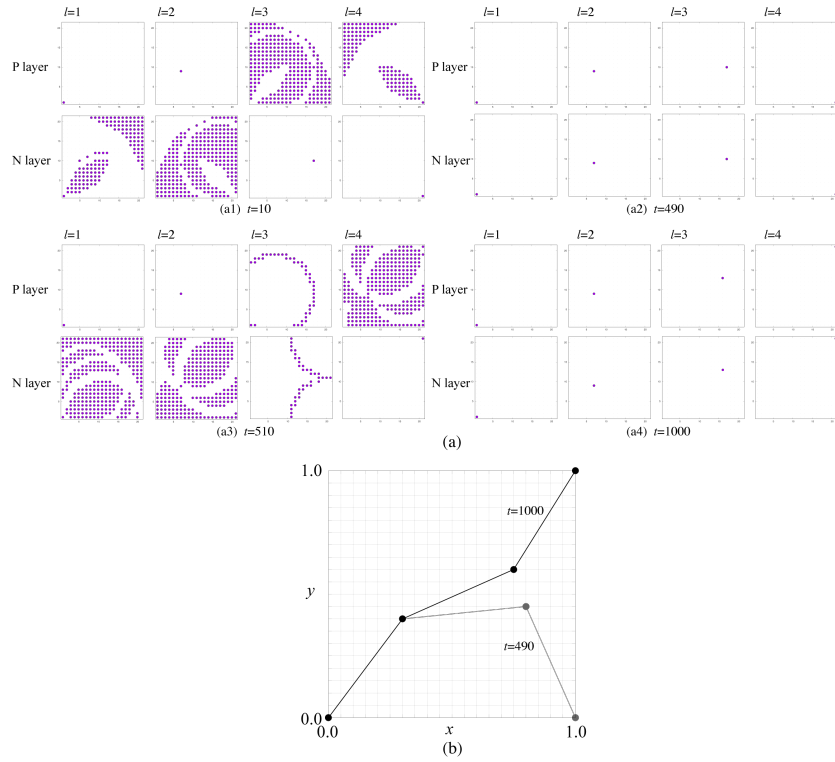 l=1 l=2 l=3 l=4 l=1 l=2 l=3 l=4
P layer P layer
N layer N layer
(a1) t=10 (a2) t=490
l=1 l=2 l=3 l=4 l=1 l=2 l=3 l=4
P layer P layer
N layer N layer
(a3) t=510 (a4) t=1000
(a)
1.0
t=1000
y
t=490
0.0
0.0 x 1.0
(b)